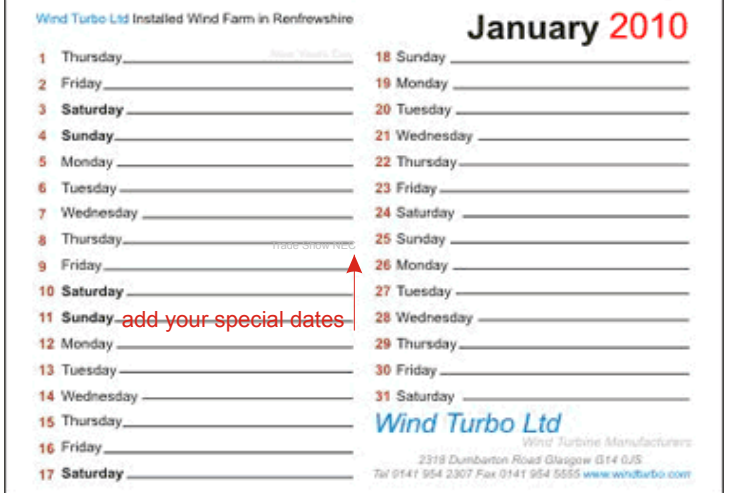 Wind Turbo Ltd Installed Wind Farm in Renfrewshire
January 2010
1 Thursday New Years Day
2 Friday
3 Saturday
4 Sunday
5 Monday
6 Tuesday
7 Wednesday
8 Thursday Trade Show NEC
9 Friday
10 Saturday
11 Sunday add your special dates
12 Monday
13 Tuesday
14 Wednesday
15 Thursday
16 Friday
17 Saturday
18 Sunday
19 Monday
20 Tuesday
21 Wednesday
22 Thursday
23 Friday
24 Saturday
25 Sunday
26 Monday
27 Tuesday
28 Wednesday
29 Thursday
30 Friday
31 Saturday
Wind Turbo Ltd
Wind Turbine Manufacturers
2318 Dumbarton Road Glasgow G14 0JS
Tel 0141 954 2307 Fax 0141 954 5555 www.windturbo.com